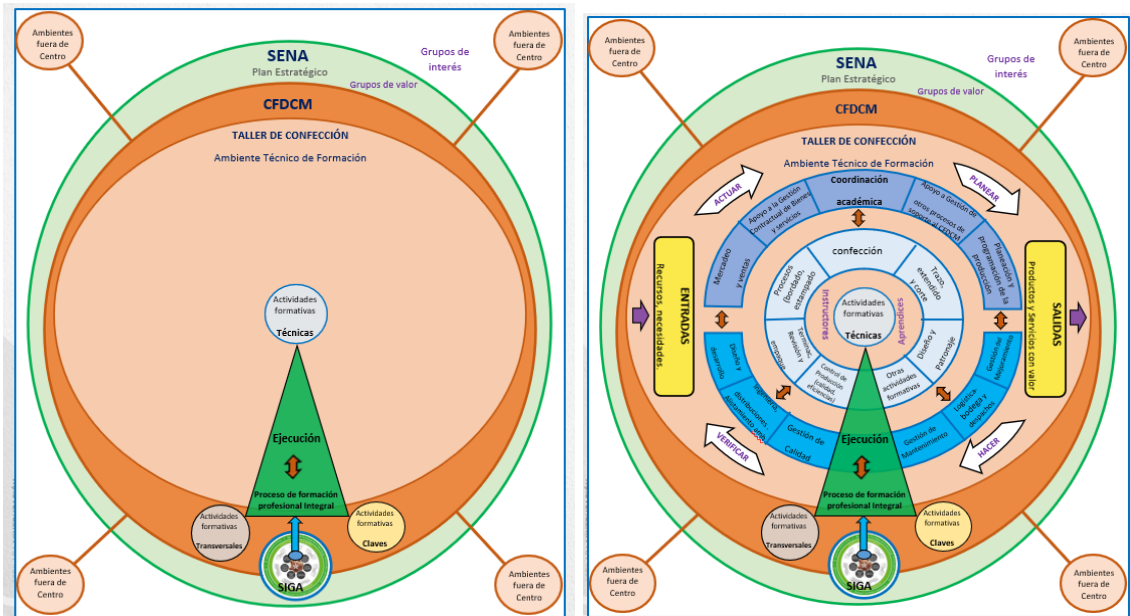 Ambientes
fuera de
Centro
Ambientes
fuera de
Centro
SENA
Plan Estratégico
Grupos de
interés
Grupos de valor
CFDCM
TALLER DE CONFECCIÓN
Ambiente Técnico de Formación
Actividades
formativas
Técnicas
Ejecución
Proceso de formación
profesional Integral
Actividades
formativas
Transversales
Actividades
formativas
Claves
SIGA
Ambientes
fuera de
Centro
Ambientes
fuera de
Centro
Ambientes
fuera de
Centro
Ambientes
fuera de
Centro
SENA
Plan Estratégico
Grupos de
interés
Grupos de valor
CFDCM
TALLER DE CONFECCIÓN
Ambiente Técnico de Formación
ACTUAR
PLANEAR
Coordinación
académica
Apoyo a la Gestión
Contractual de Bienes
y servicios
Apoyo a Gestión de
otros procesos de
soporte al CFDCM
Mercadeo
y ventas
Planeación y
programación de la
producción
ENTRADAS
Recursos, necesidades.
SALIDAS
Productos y Servicios con valor
confección
Procesos
(bordado,
estampado
Trazo,
extendido
y corte
Instructores
Aprendices
Actividades
formativas
Técnicas
Terminac.
Revisión y
empaque
Diseño y
Patronaje
Control de
Producción
(calidad,
eficiencias)
Otras
actividades
formativas
Diseño y
desarrollo
Gestión de
Mejoramiento
Ingeniería,
distribuciones.
Alistamiento amb.
Logística
bodega y
despachos
Gestión de
Calidad
Gestión de
Mantenimiento
VERIFICAR
HACER
Ejecución
Proceso de formación
profesional Integral
Actividades
formativas
Transversales
Actividades
formativas
Claves
SIGA
Ambientes
fuera de
Centro
Ambientes
fuera de
Centro